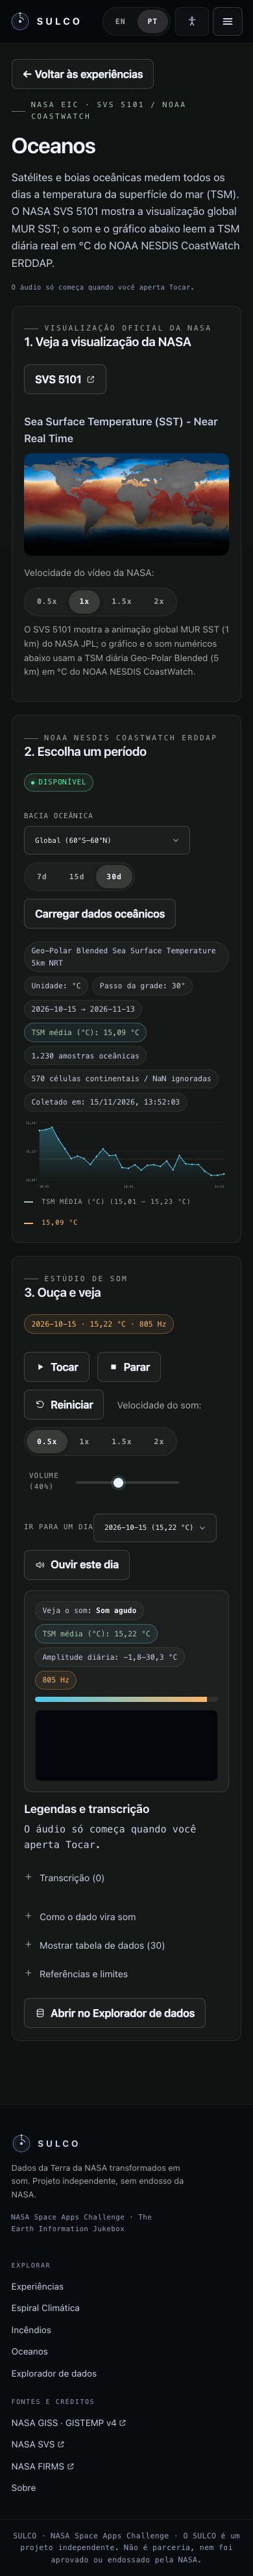 SULCO
EN PT
← Voltar às experiências
NASA EIC · SVS 5101 / NOAA
COASTWATCH
Oceanos
Satélites e boias oceânicas medem todos os
dias a temperatura da superfície do mar (TSM).
O NASA SVS 5101 mostra a visualização global
MUR SST; o som e o gráfico abaixo leem a TSM
diária real em °C do NOAA NESDIS CoastWatch
ERDDAP.
O áudio só começa quando você aperta Tocar.
VISUALIZAÇÃO OFICIAL DA NASA
1. Veja a visualização da NASA
SVS 5101
Sea Surface Temperature (SST) - Near
Real Time
Velocidade do vídeo da NASA:
0.5x 1x 1.5x 2x
O SVS 5101 mostra a animação global MUR SST (1
km) do NASA JPL; o gráfico e o som numéricos
abaixo usam a TSM diária Geo-Polar Blended (5
km) em °C do NOAA NESDIS CoastWatch.
NOAA NESDIS COASTWATCH ERDDAP
2. Escolha um período
DISPONÍVEL
BACIA OCEÂNICA
Global (60°S–60°N)
7d 15d 30d
Carregar dados oceânicos
Geo-Polar Blended Sea Surface Temperature
5km NRT
Unidade: °C Passo da grade: 30°
2026-10-15 → 2026-11-13
TSM média (°C): 15,09 °C
1.230 amostras oceânicas
570 células continentais / NaN ignoradas
Coletado em: 15/11/2026, 13:52:03
TSM MÉDIA (°C) (15,01 – 15,23 °C)
15,09 °C
ESTÚDIO DE SOM
3. Ouça e veja
2026-10-15 · 15,22 °C · 805 Hz
Tocar Parar
Reiniciar Velocidade do som:
0.5x 1x 1.5x 2x
VOLUME
(40%)
IR PARA UM DIA 2026-10-15 (15,22 °C)
Ouvir este dia
Veja o som: Som agudo
TSM média (°C): 15,22 °C
Amplitude diária: -1,8–30,3 °C
805 Hz
Legendas e transcrição
O áudio só começa quando você
aperta Tocar.
+ Transcrição (0)
+ Como o dado vira som
+ Mostrar tabela de dados (30)
+ Referências e limites
Abrir no Explorador de dados
SULCO
Dados da Terra da NASA transformados em
som. Projeto independente, sem endosso da
NASA.
NASA Space Apps Challenge · The
Earth Information Jukebox
EXPLORAR
Experiências
Espiral Climática
Incêndios
Oceanos
Explorador de dados
FONTES E CRÉDITOS
NASA GISS · GISTEMP v4
NASA SVS
NASA FIRMS
Sobre
SULCO · NASA Space Apps Challenge · O SULCO é um
projeto independente. Não é parceria, nem foi
aprovado ou endossado pela NASA.